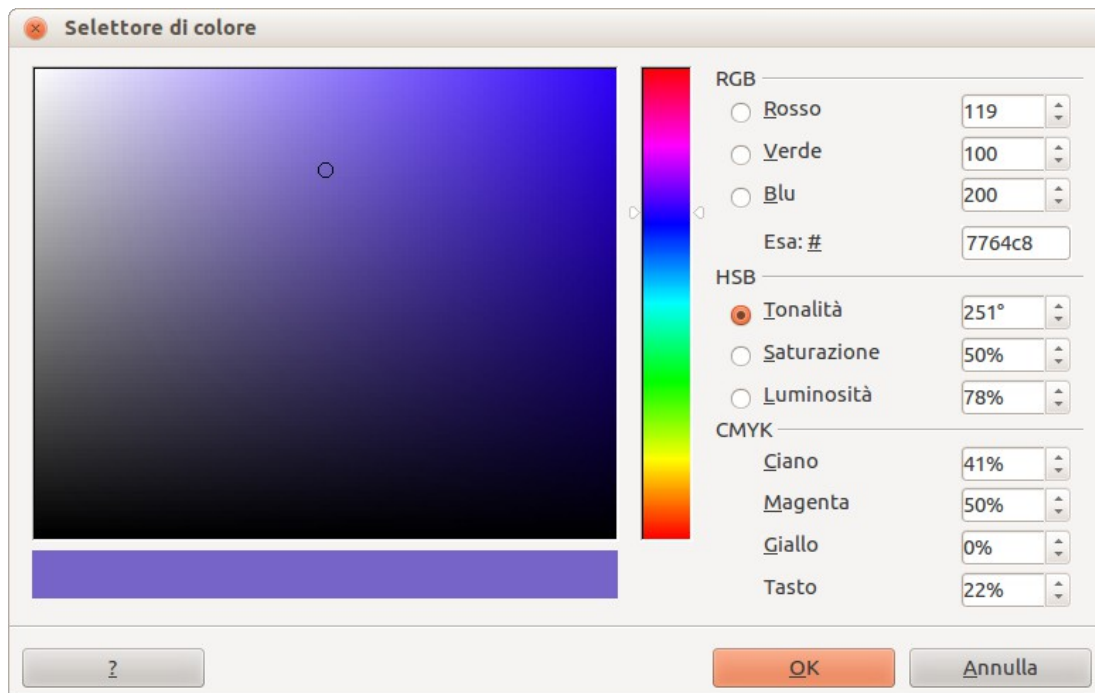 Selettore di colore
RGB
Rosso 119
Verde 100
Blu 200
Esa: # 7764c8
HSB
Tonalità 251°
Saturazione 50%
Luminosità 78%
CMYK
Ciano 41%
Magenta 50%
Giallo 0%
Tasto 22%
? OK Annulla